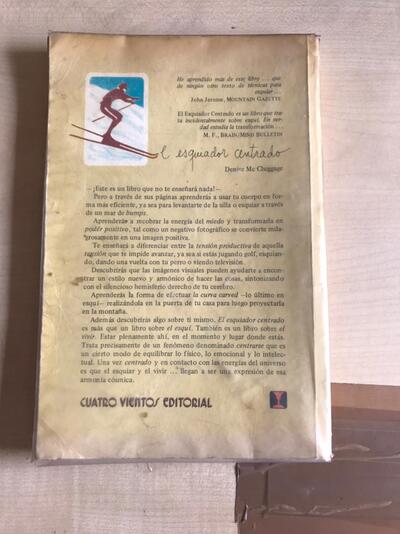 He aprendido más de este libro ... que
de ningún otro texto de técnicas para
esquiar ...
John Jerome, MOUNTAIN GAZETTE
El Esquiador Centrado es un libro que tra-
ta incidentalmente sobre esquí. En ver-
dad estudia la transformación ...
M. F., BRAIN/MIND BULLETIN
el esquiador centrado
Denise Mc Cluggage
— ¡Este es un libro que no te enseñará nada!—
Pero a través de sus páginas aprenderás a usar tu cuerpo en for-
ma más eficiente, ya sea para levantarte de la silla o esquiar a través
de un mar de bumps.
Aprenderás a recobrar la energía del miedo y transformarla en
poder positivo, tal como un negativo fotográfico se convierte mila-
grosamente en una imagen positiva.
Te enseñará a diferenciar entre la tensión productiva de aquella
que te impide avanzar, ya sea si estás jugando golf, esquian-
do, dando una vuelta con tu perro o viendo televisión.
Descubrirás que las imágenes visuales pueden ayudarte a encon-
trar un estilo nuevo y armónico de hacer las cosas, sintonizando
con el silencioso hemisferio derecho de tu cerebro.
Aprenderás la forma de efectuar la curva carved —lo último en
esquí— realizándola en la puerta de tu casa para luego proyectarla
en la montaña.
Además descubrirás algo sobre ti mismo. El esquiador centrado
es más que un libro sobre el esquí. También es un libro sobre el
vivir. Estar plenamente ahí, en el momento y lugar donde estás.
Trata precisamente de un fenómeno denominado centrarse que es
un cierto modo de equilibrar lo físico, lo emocional y lo intelec-
tual. Una vez centrado y en contacto con las energías del universo
es que el esquiar y el vivir ... llegan a ser una expresión de esa
armonía cósmica.
CUATRO VIENTOS EDITORIAL